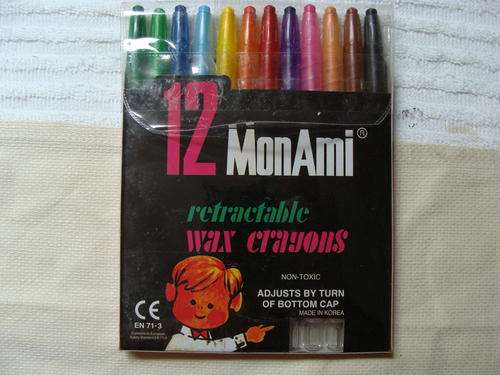 12 MonAmi®
retractable
wax crayons
NON-TOXIC
ADJUSTS BY TURN
OF BOTTOM CAP
MADE IN KOREA
CE
EN 71-3